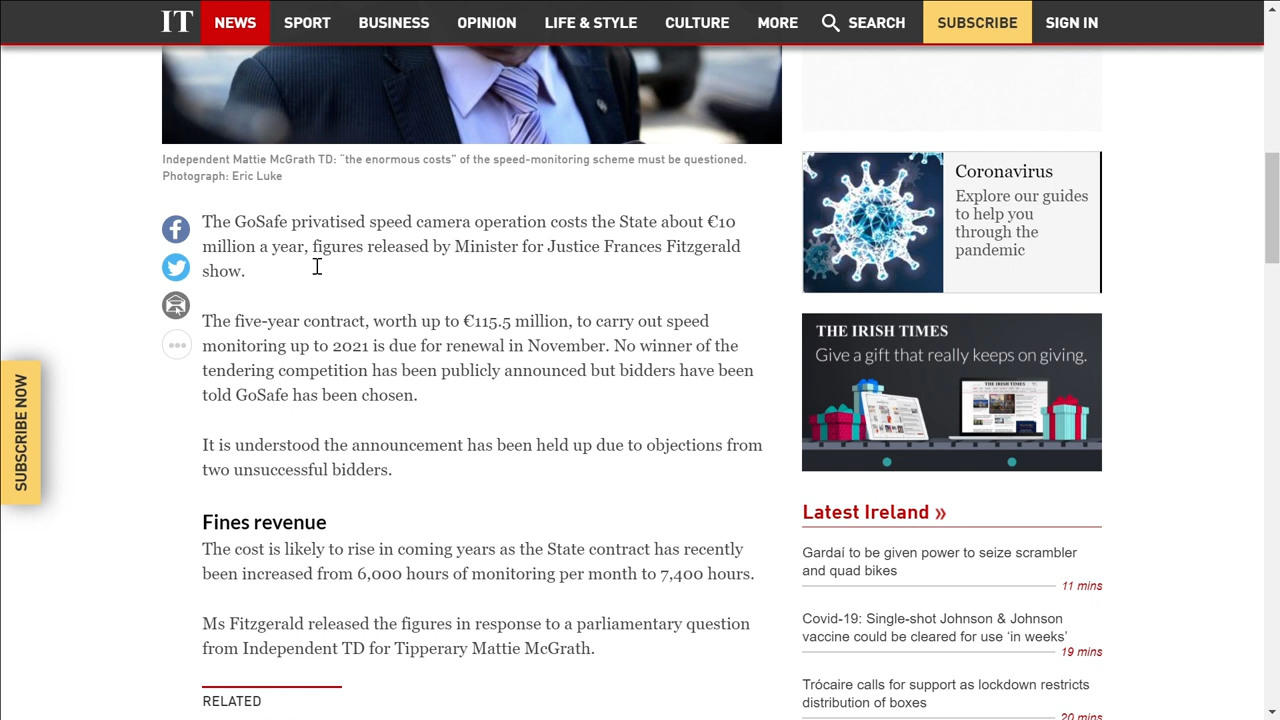 IT NEWS SPORT BUSINESS OPINION LIFE & STYLE CULTURE MORE SEARCH SUBSCRIBE SIGN IN
Independent Mattie McGrath TD: “the enormous costs” of the speed-monitoring scheme must be questioned.
Photograph: Eric Luke
The GoSafe privatised speed camera operation costs the State about €10
million a year, figures released by Minister for Justice Frances Fitzgerald
show.
The five-year contract, worth up to €115.5 million, to carry out speed
monitoring up to 2021 is due for renewal in November. No winner of the
tendering competition has been publicly announced but bidders have been
told GoSafe has been chosen.
It is understood the announcement has been held up due to objections from
two unsuccessful bidders.
Fines revenue
The cost is likely to rise in coming years as the State contract has recently
been increased from 6,000 hours of monitoring per month to 7,400 hours.
Ms Fitzgerald released the figures in response to a parliamentary question
from Independent TD for Tipperary Mattie McGrath.
RELATED
SUBSCRIBE NOW
Coronavirus
Explore our guides
to help you
through the
pandemic
THE IRISH TIMES
Give a gift that really keeps on giving.
Latest Ireland »
Gardaí to be given power to seize scrambler
and quad bikes
11 mins
Covid-19: Single-shot Johnson & Johnson
vaccine could be cleared for use ‘in weeks’
19 mins
Trócaire calls for support as lockdown restricts
distribution of boxes
20 mins